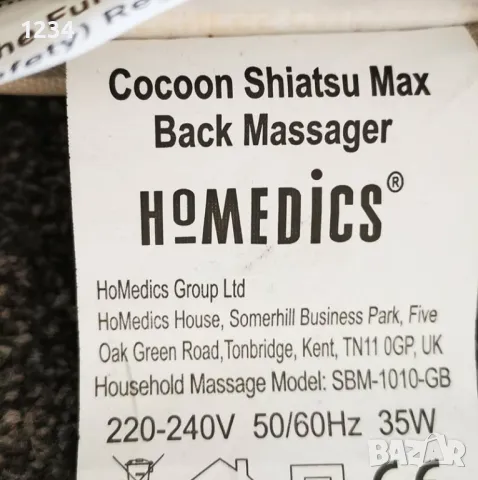 1234
Cocoon Shiatsu Max
Back Massager
HoMEDiCS®
HoMedics Group Ltd
HoMedics House, Somerhill Business Park, Five
Oak Green Road,Tonbridge, Kent, TN11 0GP, UK
Household Massage Model: SBM-1010-GB
220-240V 50/60Hz 35W
CE
bazar